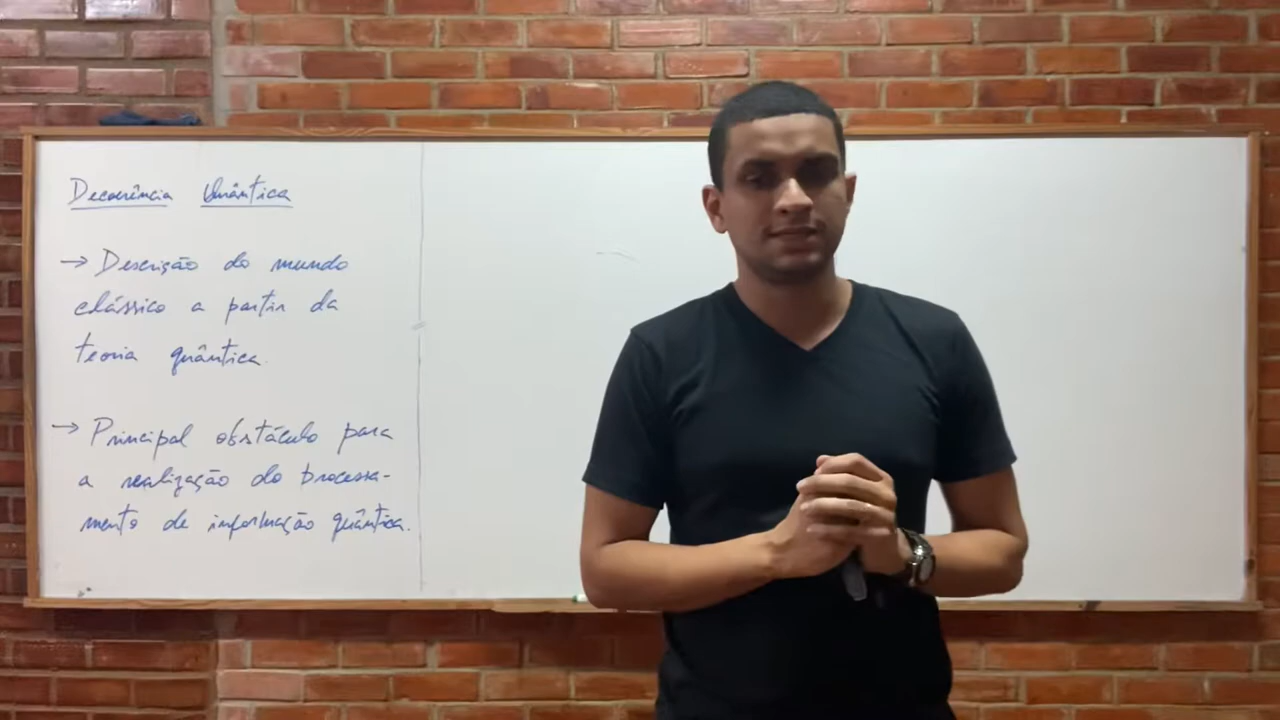 Decoerência Quântica
→ Descrição do mundo
clássico a partir da
teoria quântica.
→ Principal obstáculo para
a realização do processa-
mento de informação quântica.